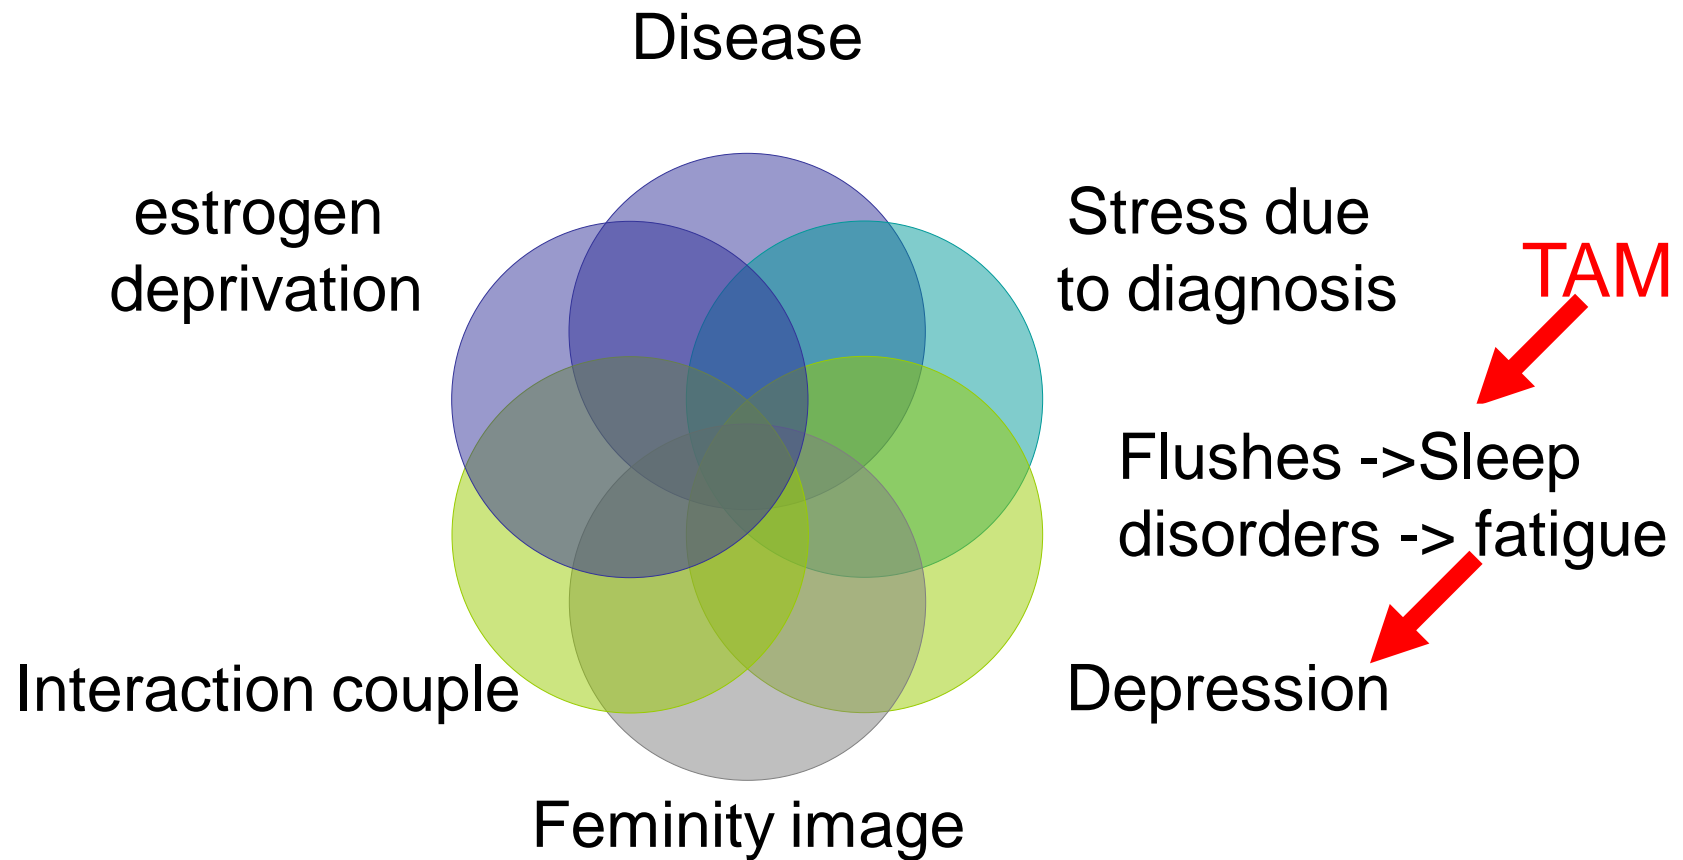 Disease
estrogen
deprivation
Stress due
to diagnosis
TAM
Flushes ->Sleep
disorders -> fatigue
Interaction couple
Depression
Feminity image